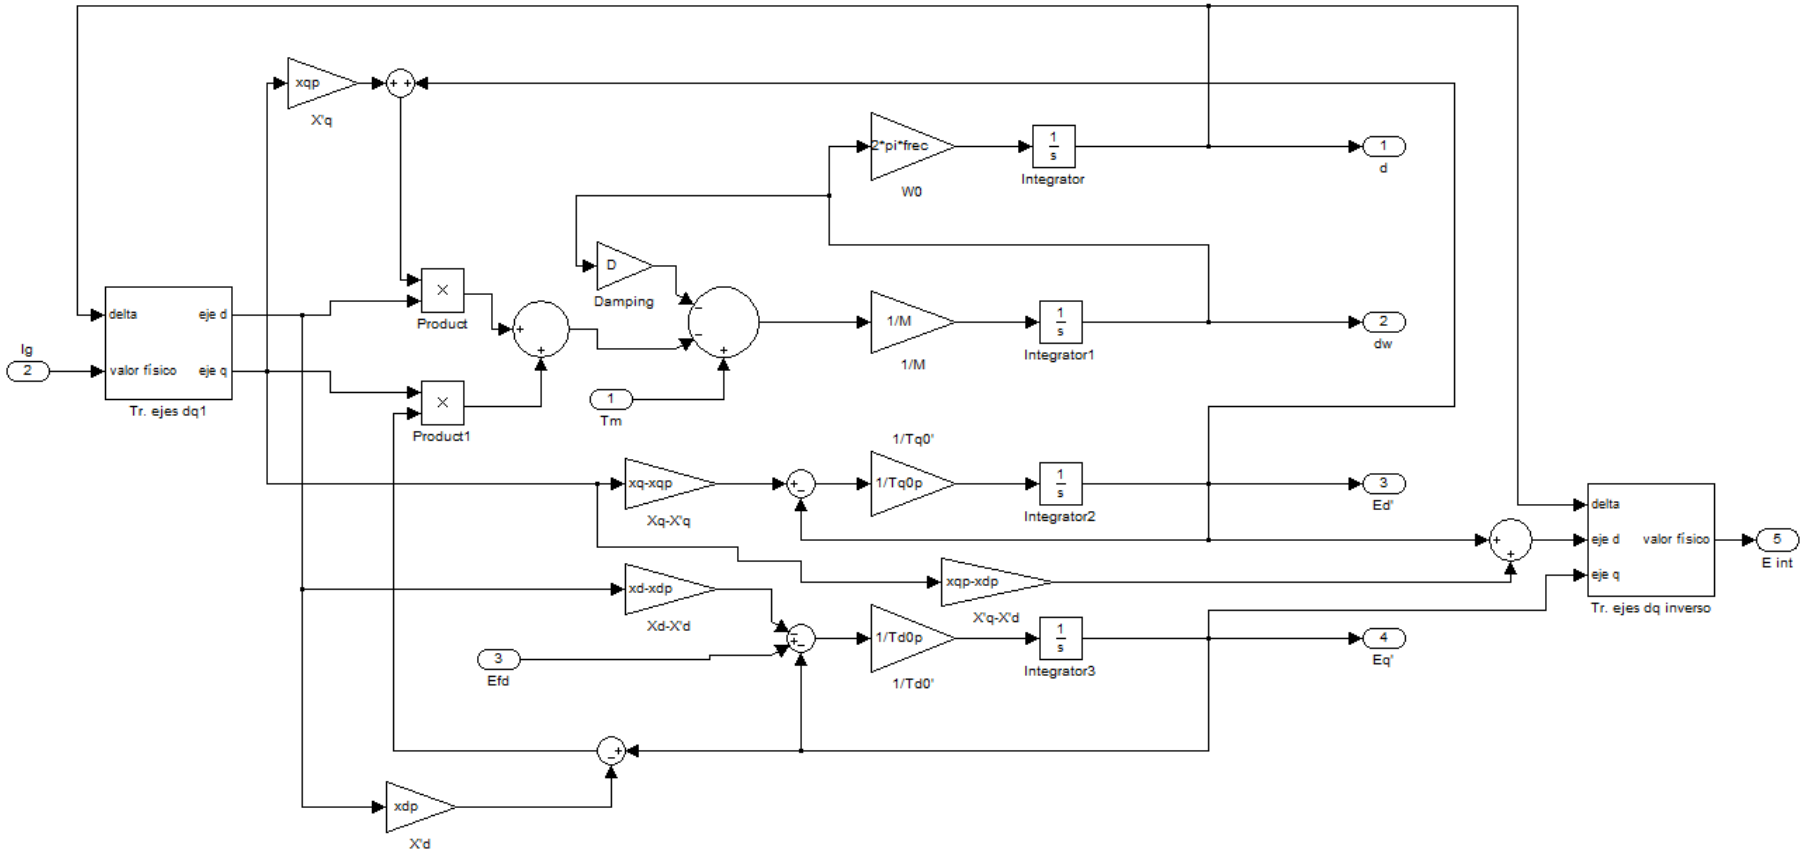 xqp
+ +
X'q
2*pi*frec
1
s
1
Integrator
d
W0
D
Damping
delta
eje d
×
Product
−
−
+
1/M
1
s
2
Integrator1
dw
1/M
+
+
Ig
2
valor físico
eje q
Tr. ejes dq1
×
Product1
1
Tm
1/Tq0'
xq-xqp
+
−
1/Tq0p
1
s
3
Integrator2
Ed'
Xq-X'q
delta
+
+
eje d
valor físico
5
E int
eje q
Tr. ejes dq inverso
xqp-xdp
X'q-X'd
xd-xdp
Xd-X'd
−
+
−
1/Td0p
1
s
4
Integrator3
Eq'
3
Efd
1/Td0'
+
−
xdp
X'd